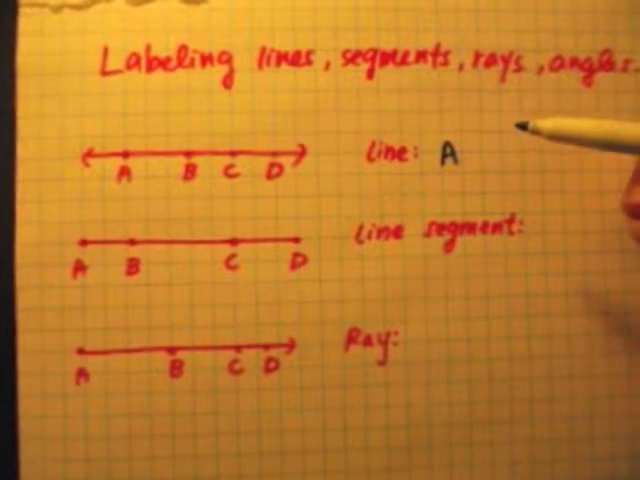 Labeling lines, segments, rays, angles.
A B C D
line: A
A B C D
Line segment:
A B C D
Ray: